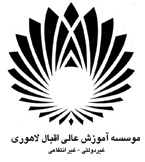 موسسه آموزش عالی اقبال لاهوری
غیردولتی - غیرانتفاعی